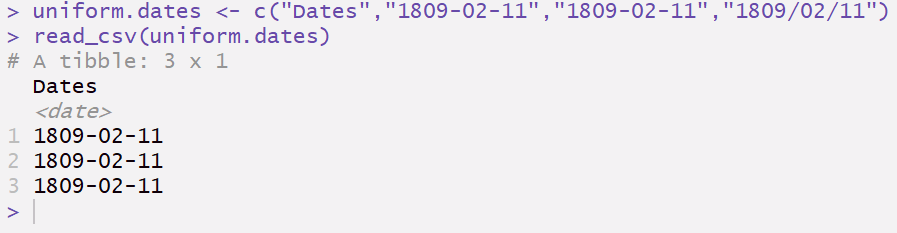 > uniform.dates <- c("Dates","1809-02-11","1809-02-11","1809/02/11")
> read_csv(uniform.dates)
# A tibble: 3 x 1
  Dates
  <date>
1 1809-02-11
2 1809-02-11
3 1809-02-11
>